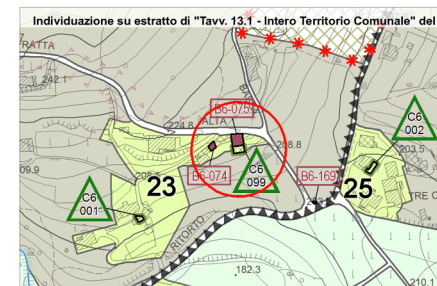 Individuazione su estratto di "Tavv. 13.1 - Intero Territorio Comunale" del
RATTA
242.1
B6-075
224.8
ALTA
208.8
C6
002
203.5
B6-074
C6
099
B6-169
23
25
C6
001
RITORTO
182.3
210.1